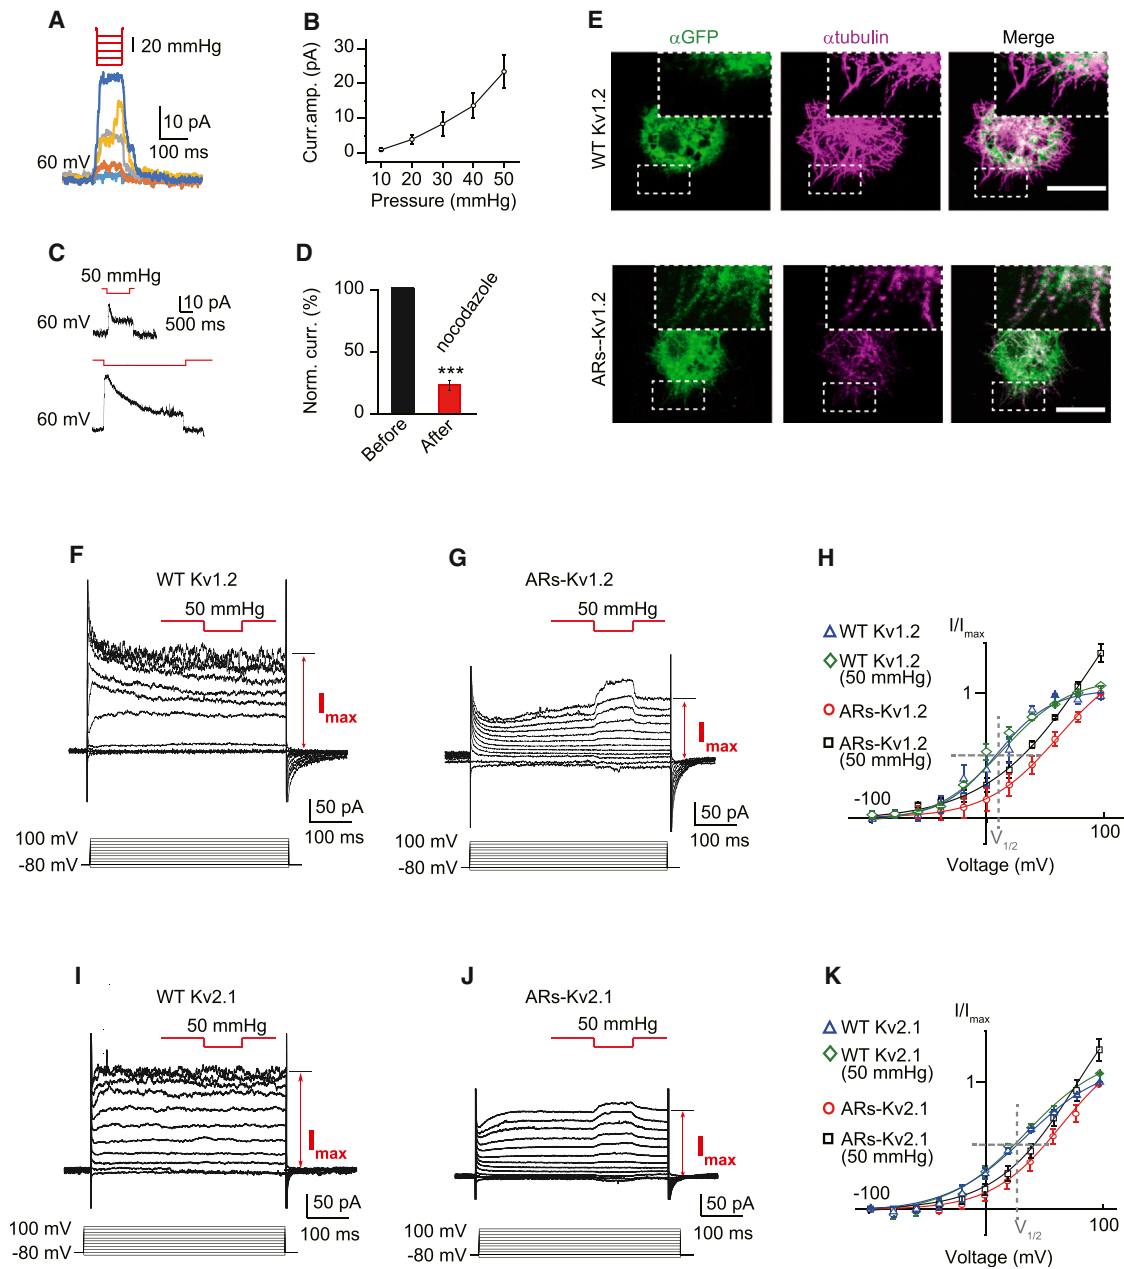 A
20 mmHg
10 pA
100 ms
60 mV
B
Curr.amp. (pA)
30
20
10
0
10 20 30 40 50
Pressure (mmHg)
C
50 mmHg
10 pA
500 ms
60 mV
60 mV
D
Norm. curr. (%)
100
50
0
nocodazole
***
Before
After
E
αGFP
αtubulin
Merge
WT Kv1.2
ARs--Kv1.2
F
WT Kv1.2
50 mmHg
Imax
50 pA
100 ms
100 mV
-80 mV
G
ARs-Kv1.2
50 mmHg
Imax
50 pA
100 ms
100 mV
-80 mV
H
WT Kv1.2
WT Kv1.2
(50 mmHg)
ARs-Kv1.2
ARs-Kv1.2
(50 mmHg)
I/Imax
1
-100
100
V1/2
Voltage (mV)
I
WT Kv2.1
50 mmHg
Imax
50 pA
100 ms
100 mV
-80 mV
J
ARs-Kv2.1
50 mmHg
Imax
50 pA
100 ms
100 mV
-80 mV
K
WT Kv2.1
WT Kv2.1
(50 mmHg)
ARs-Kv2.1
ARs-Kv2.1
(50 mmHg)
I/Imax
1
-100
100
V1/2
Voltage (mV)